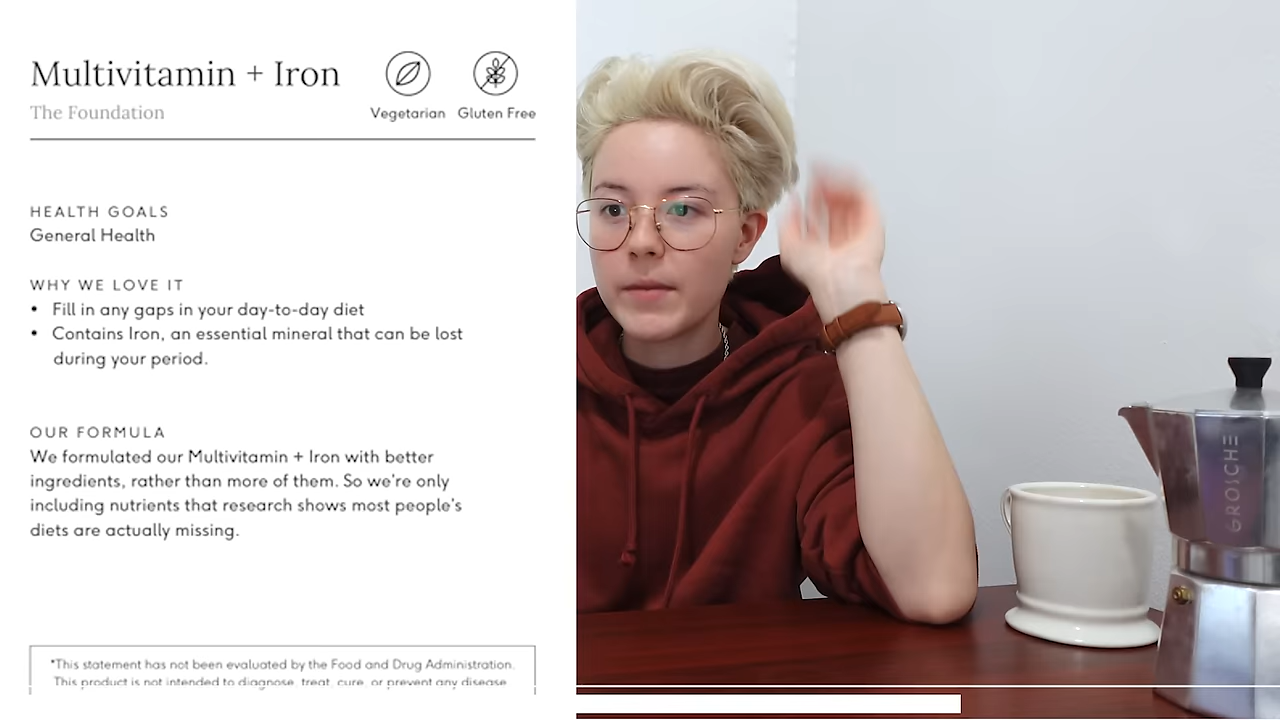 Multivitamin + Iron
The Foundation
Vegetarian Gluten Free
HEALTH GOALS
General Health
WHY WE LOVE IT
• Fill in any gaps in your day-to-day diet
• Contains Iron, an essential mineral that can be lost
during your period.
OUR FORMULA
We formulated our Multivitamin + Iron with better
ingredients, rather than more of them. So we're only
including nutrients that research shows most people's
diets are actually missing.
*This statement has not been evaluated by the Food and Drug Administration.
This product is not intended to diagnose, treat, cure, or prevent any disease
GROSCHE